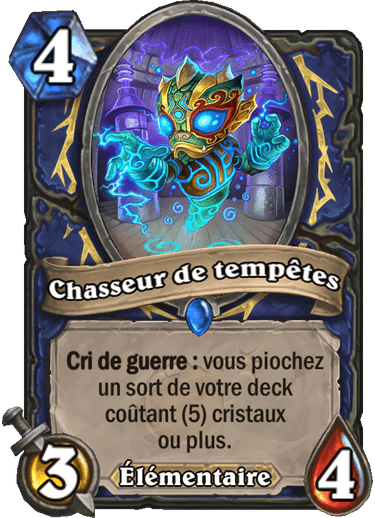 4
Chasseur de tempêtes
Cri de guerre : vous piochez
un sort de votre deck
coûtant (5) cristaux
ou plus.
3
Élémentaire
4